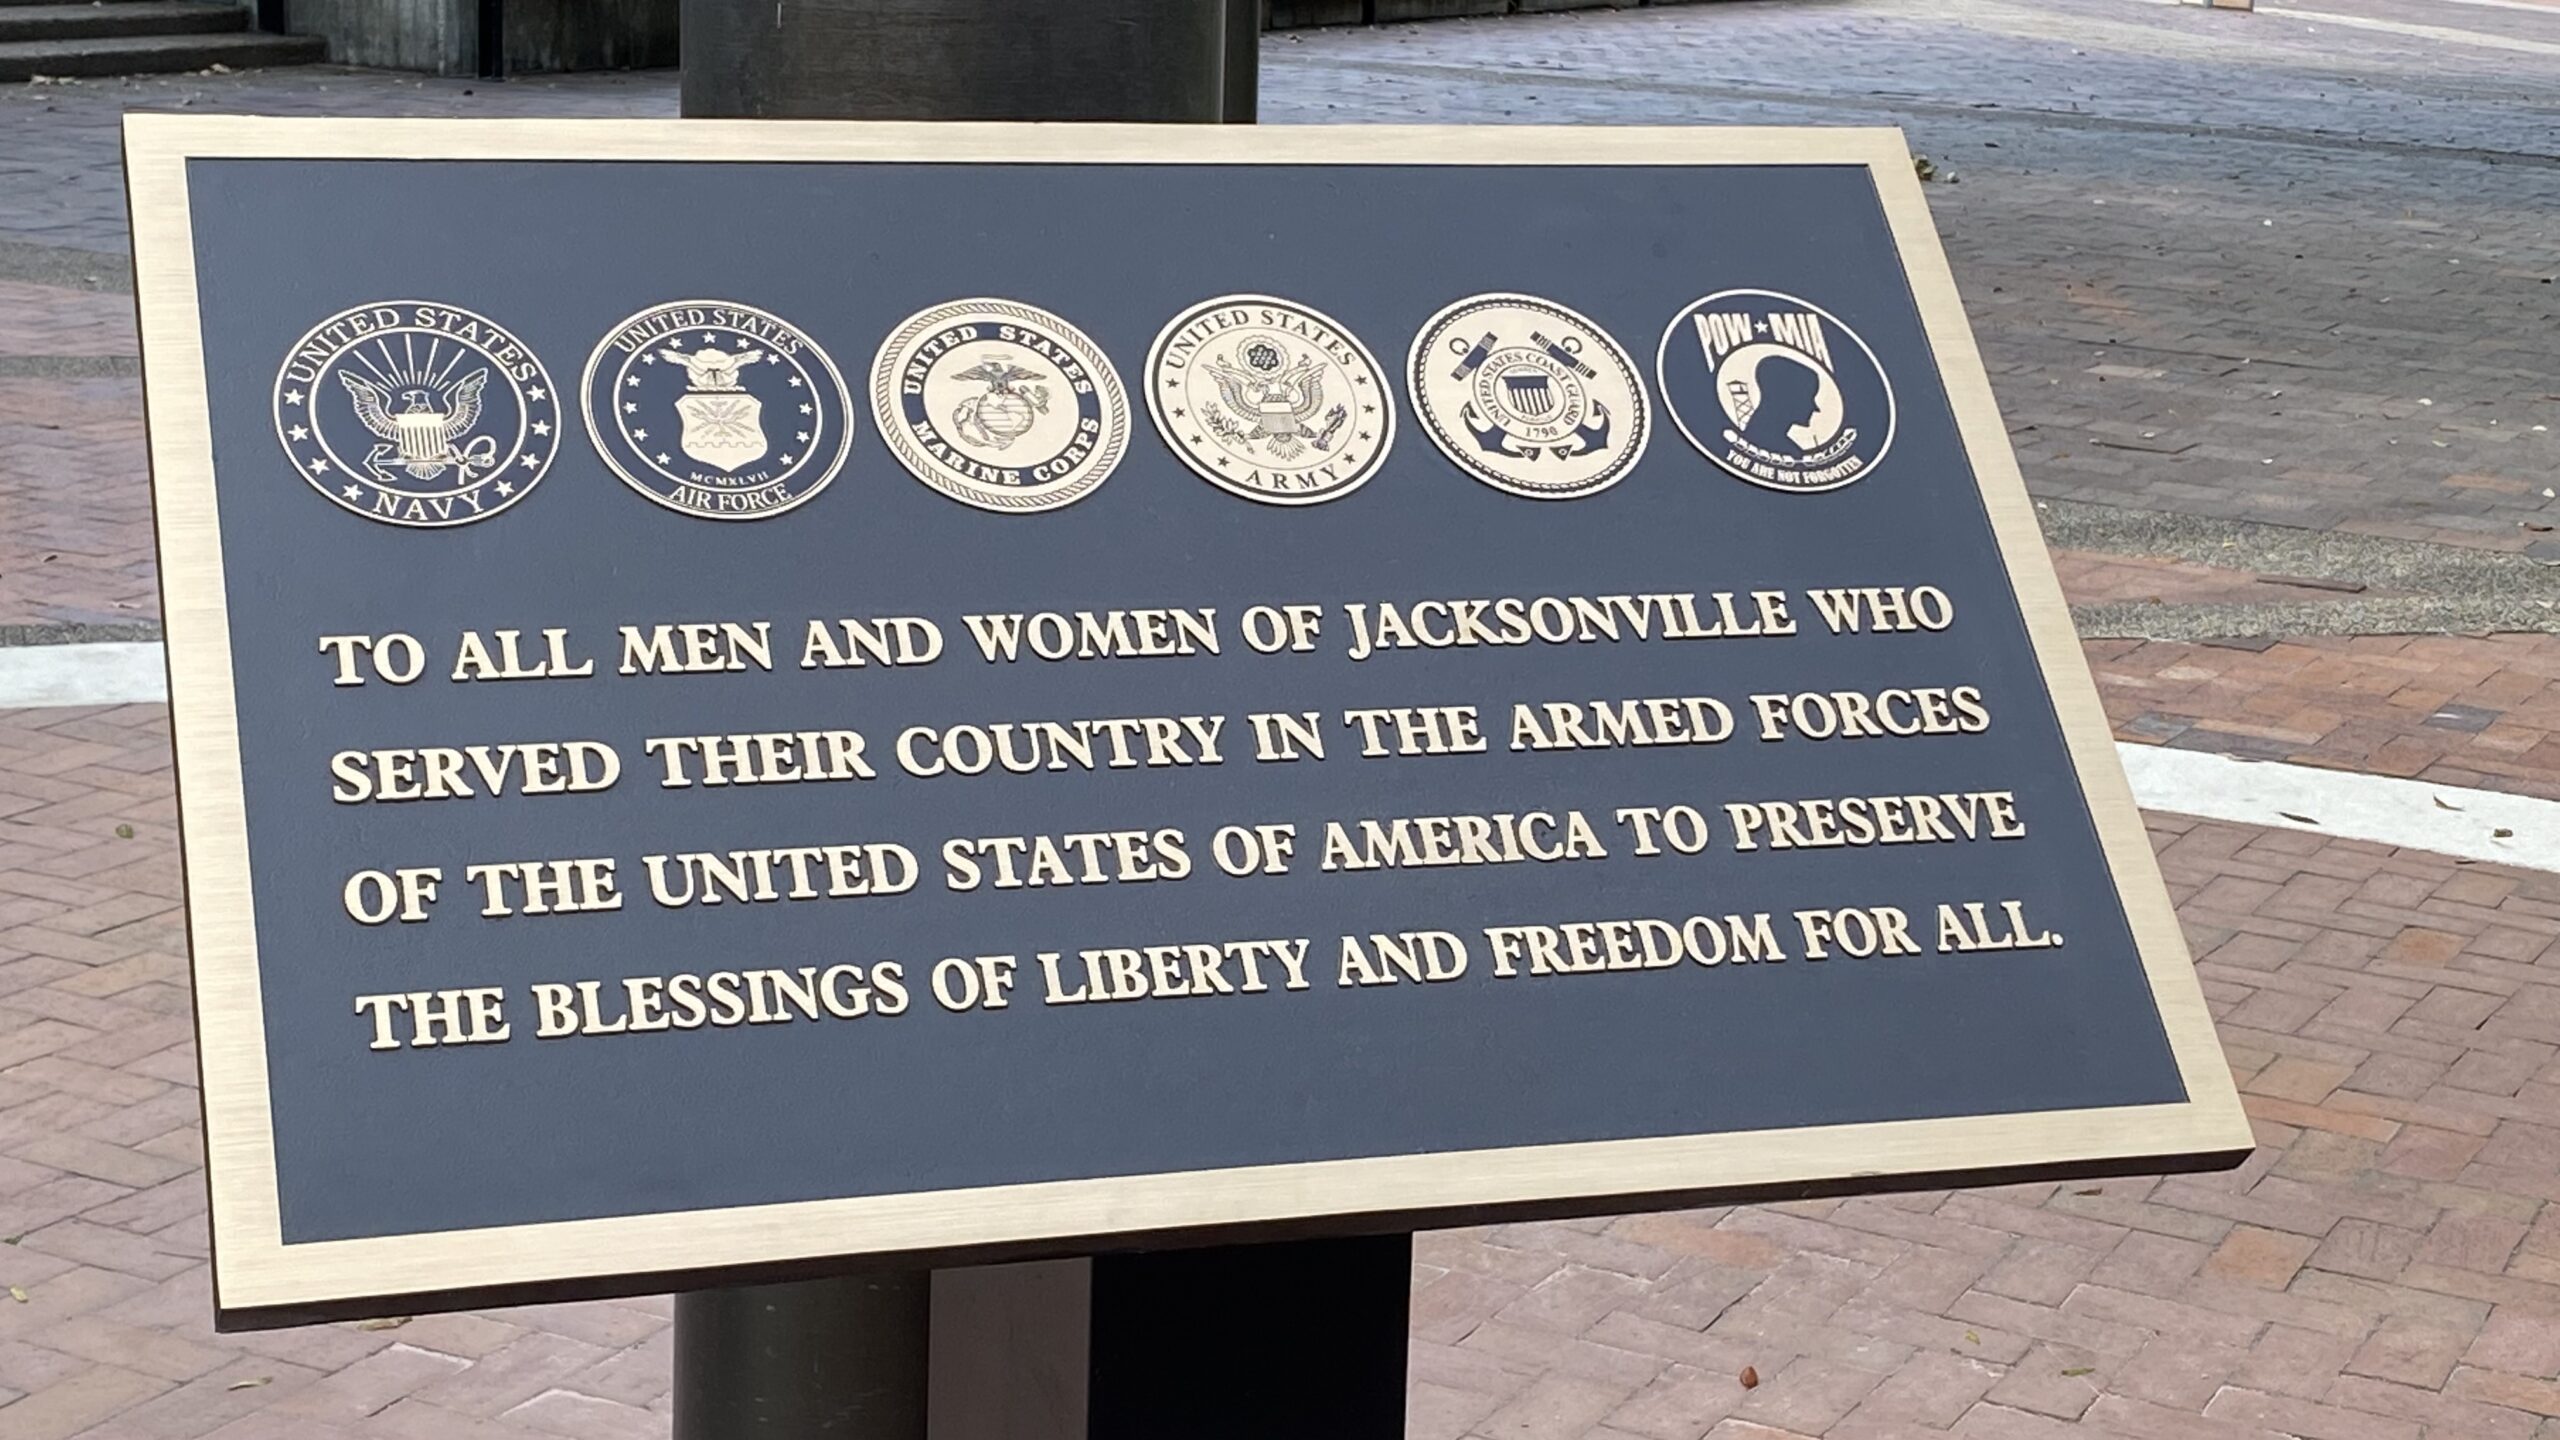 UNITED STATES
NAVY
UNITED STATES
MCMXLVII
AIR FORCE
UNITED STATES
MARINE CORPS
UNITED STATES
ARMY
UNITED STATES COAST GUARD
1790
POW★MIA
YOU ARE NOT FORGOTTEN
TO ALL MEN AND WOMEN OF JACKSONVILLE WHO
SERVED THEIR COUNTRY IN THE ARMED FORCES
OF THE UNITED STATES OF AMERICA TO PRESERVE
THE BLESSINGS OF LIBERTY AND FREEDOM FOR ALL.